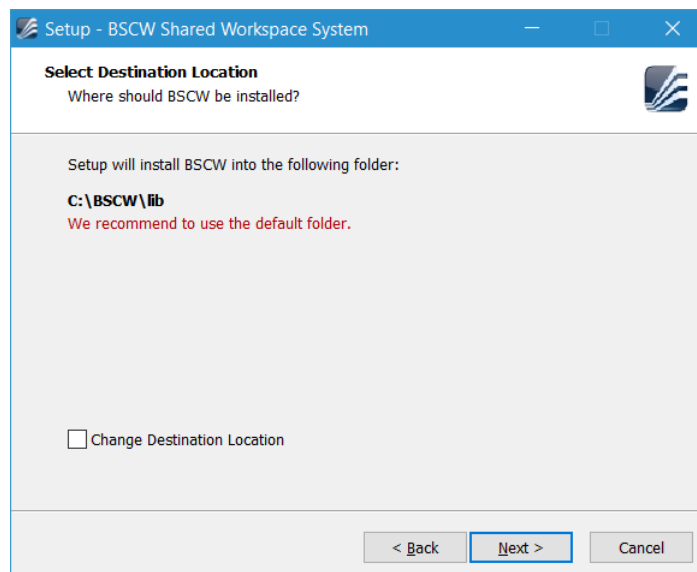 Setup - BSCW Shared Workspace System
Select Destination Location
Where should BSCW be installed?
Setup will install BSCW into the following folder:
C:\BSCW\lib
We recommend to use the default folder.
Change Destination Location
< Back
Next >
Cancel